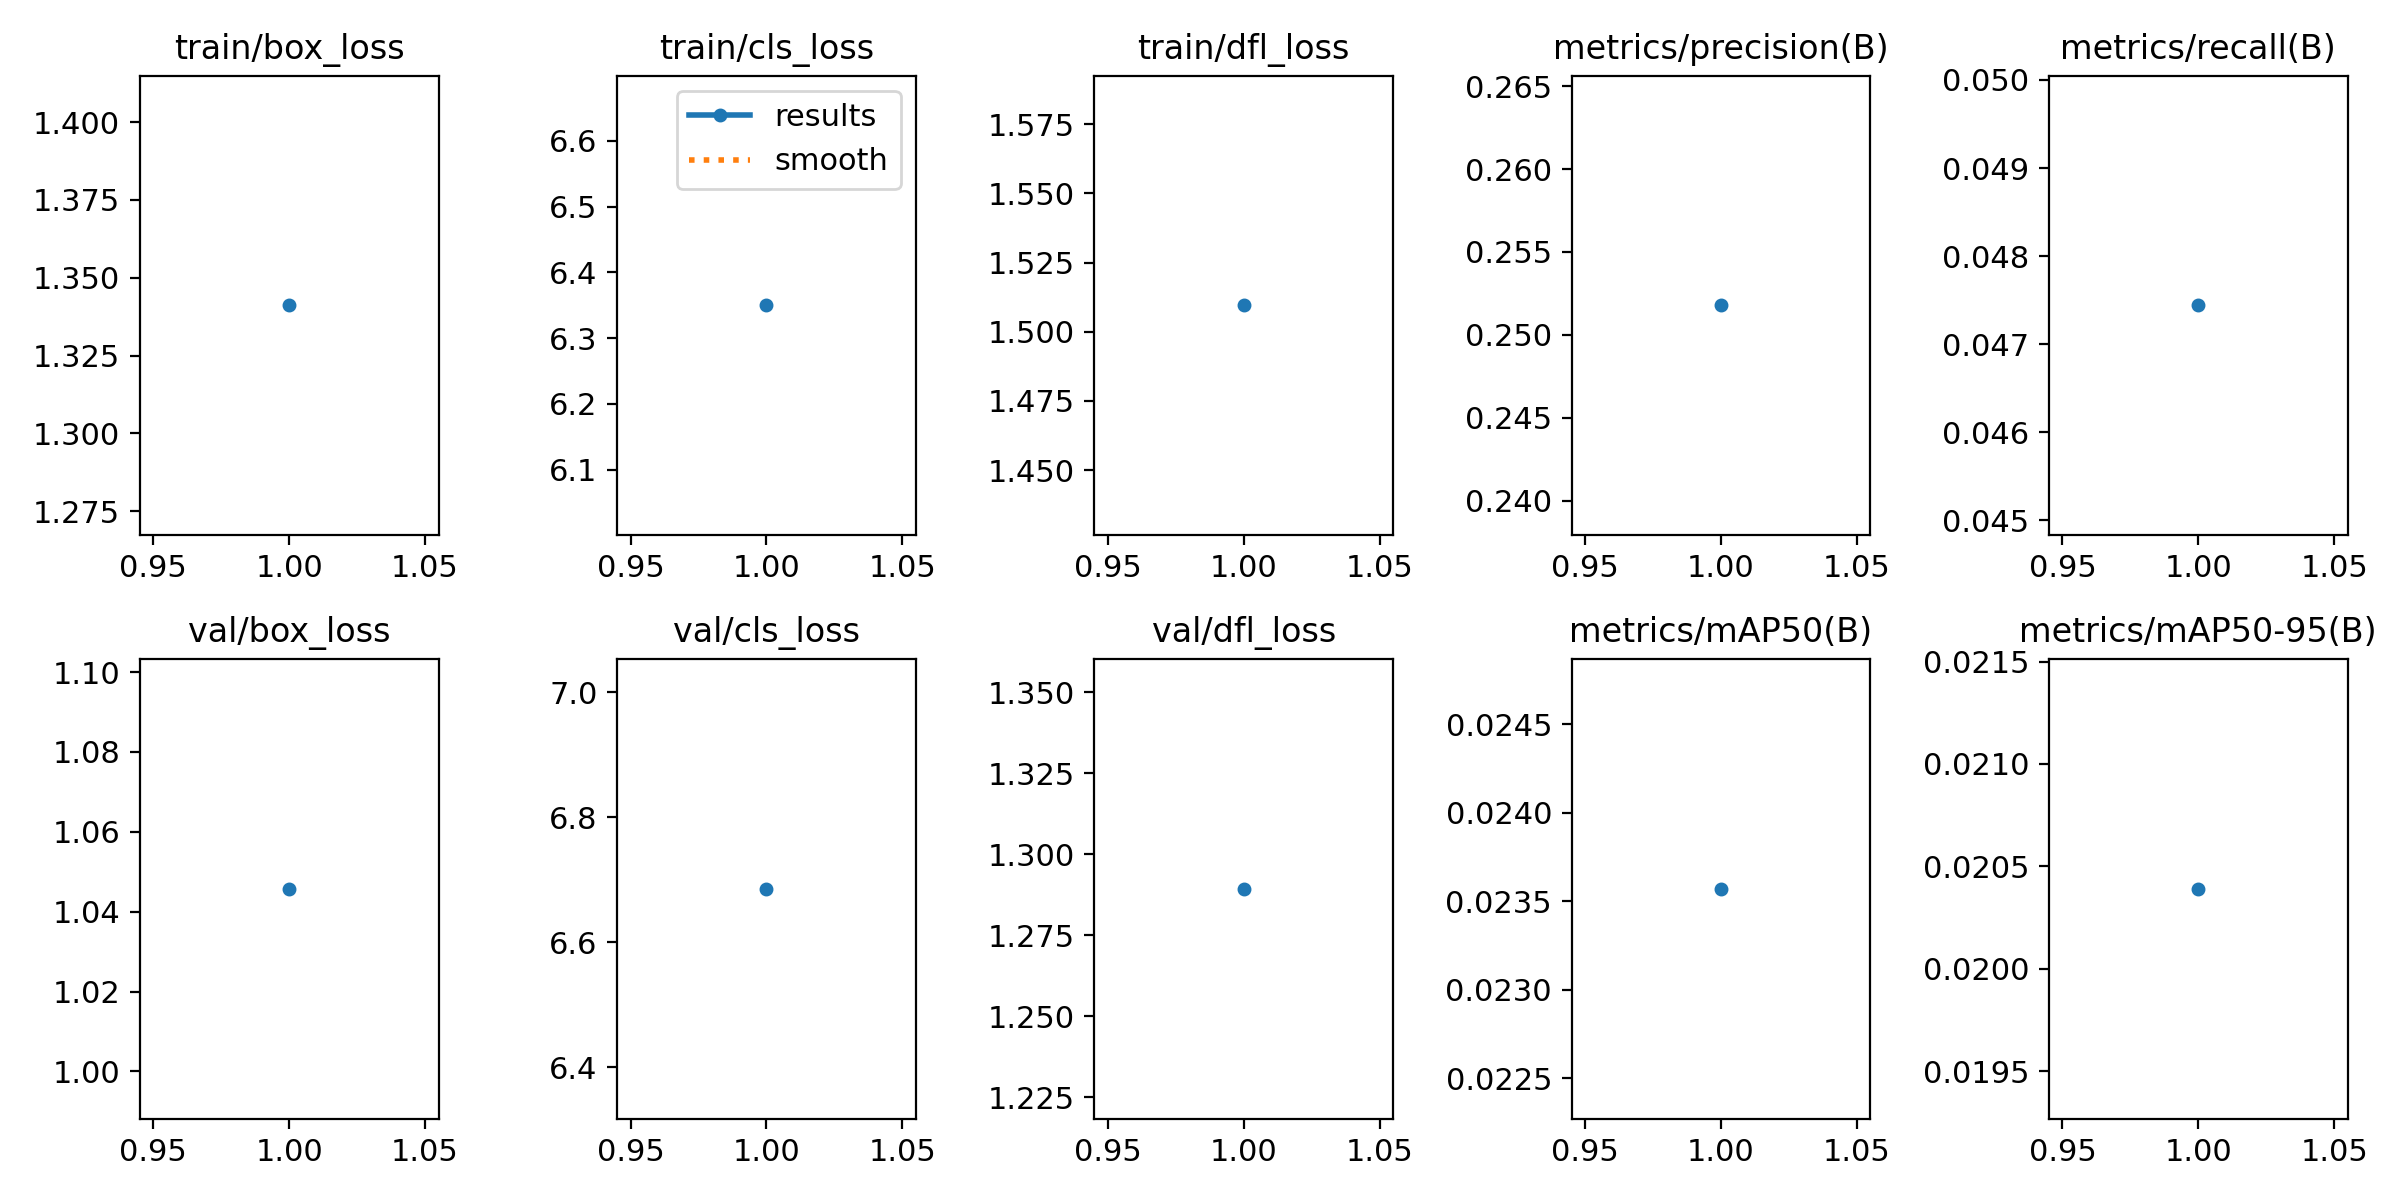 train/box_loss
train/cls_loss
train/dfl_loss
metrics/precision(B)
metrics/recall(B)
1.400
1.375
1.350
1.325
1.300
1.275
0.95 1.00 1.05
results
smooth
6.6
6.5
6.4
6.3
6.2
6.1
0.95 1.00 1.05
1.575
1.550
1.525
1.500
1.475
1.450
0.95 1.00 1.05
0.265
0.260
0.255
0.250
0.245
0.240
0.95 1.00 1.05
0.050
0.049
0.048
0.047
0.046
0.045
0.95 1.00 1.05
val/box_loss
val/cls_loss
val/dfl_loss
metrics/mAP50(B)
metrics/mAP50-95(B)
1.10
1.08
1.06
1.04
1.02
1.00
0.95 1.00 1.05
7.0
6.8
6.6
6.4
0.95 1.00 1.05
1.350
1.325
1.300
1.275
1.250
1.225
0.95 1.00 1.05
0.0245
0.0240
0.0235
0.0230
0.0225
0.95 1.00 1.05
0.0215
0.0210
0.0205
0.0200
0.0195
0.95 1.00 1.05